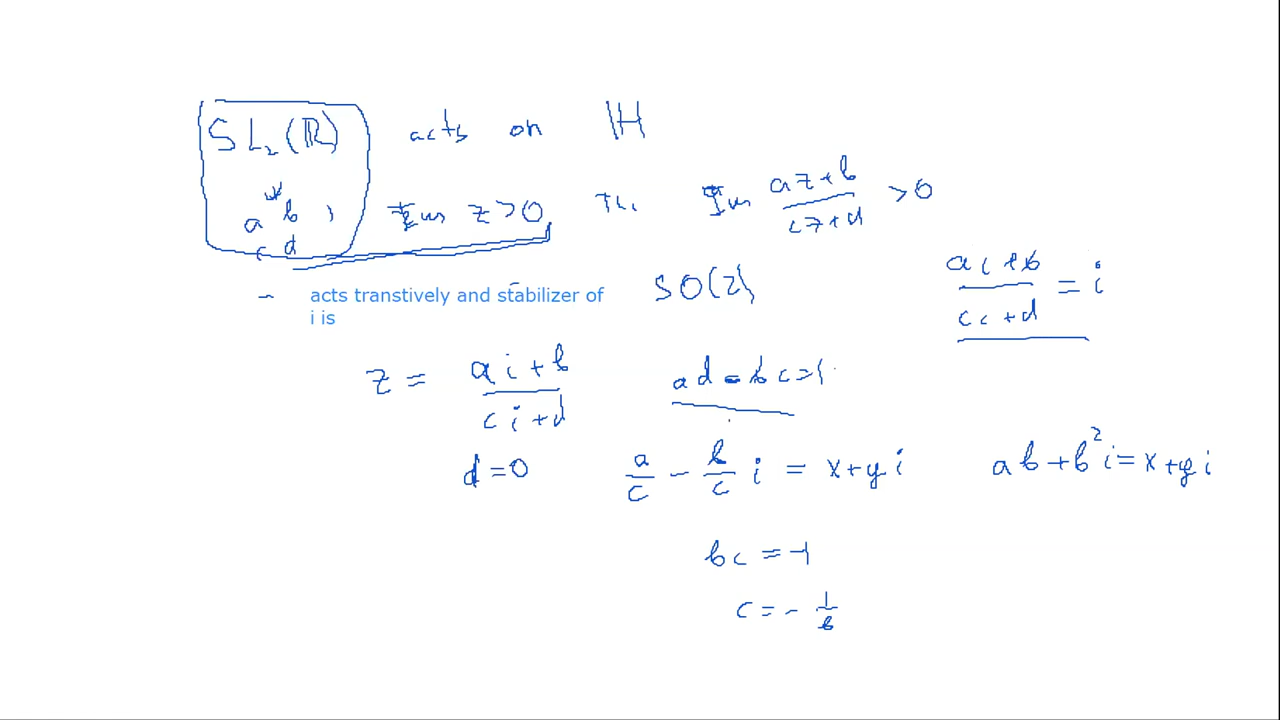 SL₂(ℝ) acts on ℍ
a b , Im z>0, Im (az+b)/(cz+d) >0
c d
- acts transtively and stabilizer of SO(2)
i is
(ai+b)/(ci+d) = i
z = (ai+b)/(ci+d) ad-bc=1
d=0 a/c - b/c i = x+yi ab+b²i=x+yi
bc = -1
c = - 1/b